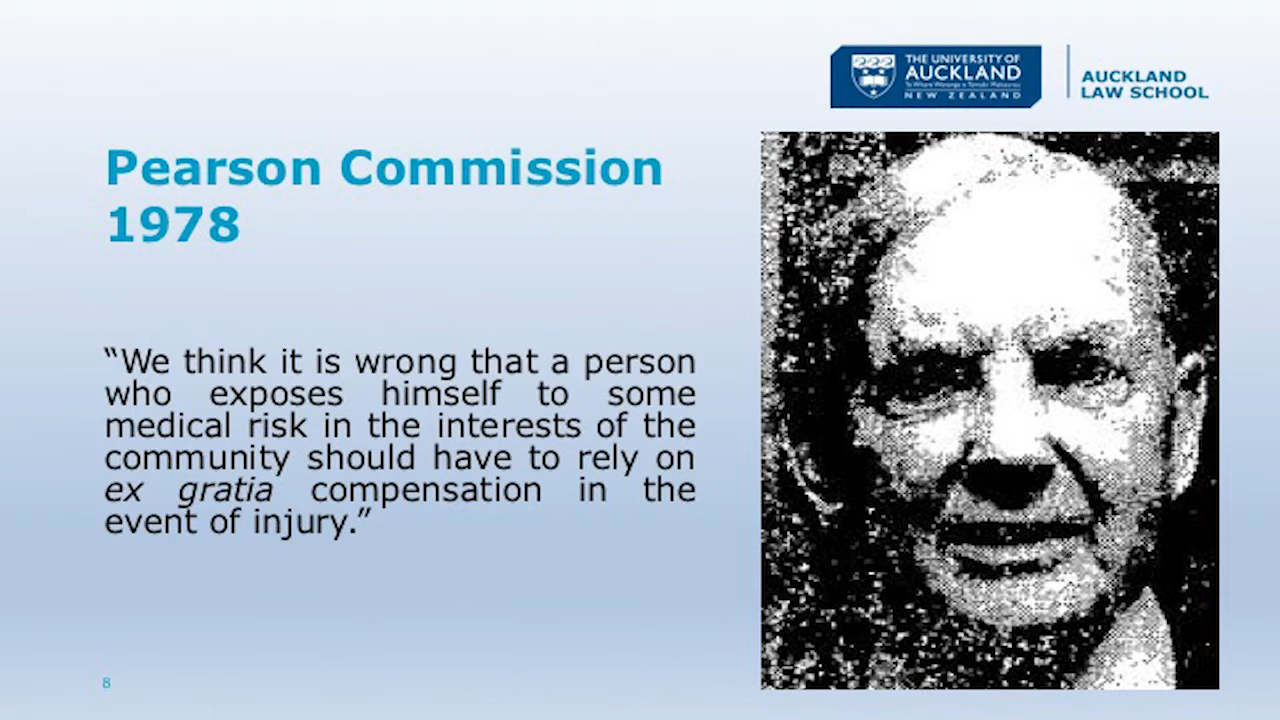 THE UNIVERSITY OF
AUCKLAND
NEW ZEALAND
AUCKLAND
LAW SCHOOL
Pearson Commission
1978
“We think it is wrong that a person
who exposes himself to some
medical risk in the interests of the
community should have to rely on
ex gratia compensation in the
event of injury.”
8